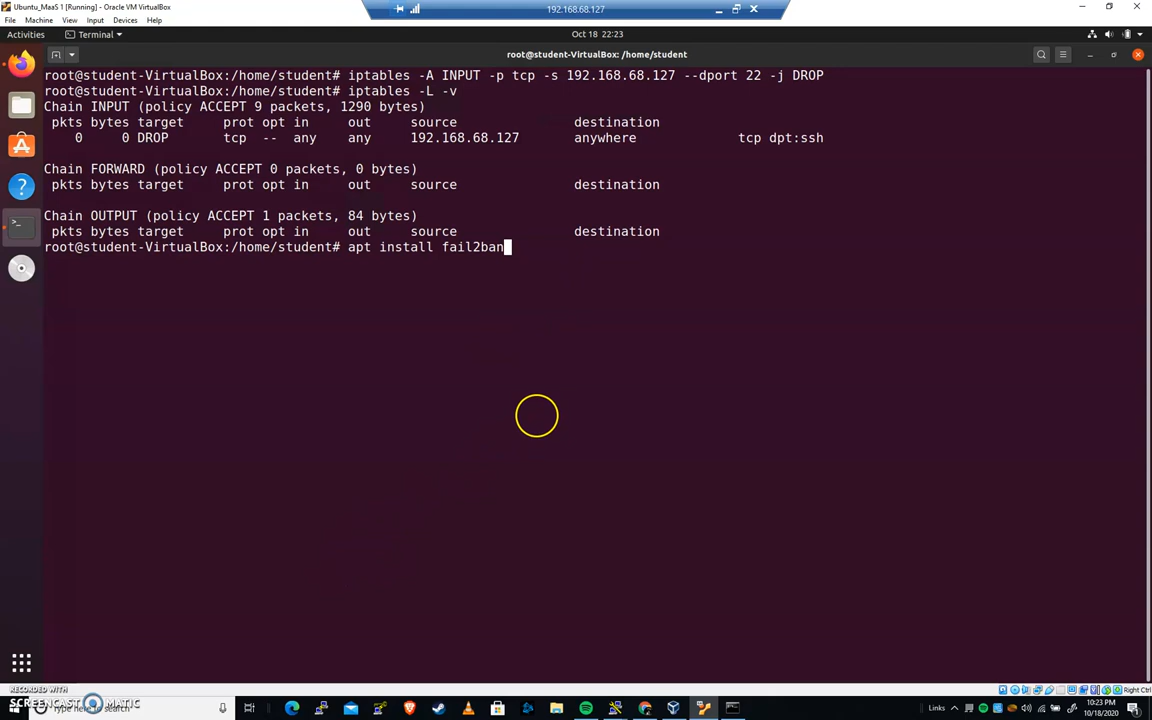 Ubuntu_MaaS 1 [Running] - Oracle VM VirtualBox
192.168.68.127
File Machine View Input Devices Help
Activities Terminal Oct 18 22:23
root@student-VirtualBox: /home/student
root@student-VirtualBox:/home/student# iptables -A INPUT -p tcp -s 192.168.68.127 --dport 22 -j DROP
root@student-VirtualBox:/home/student# iptables -L -v
Chain INPUT (policy ACCEPT 9 packets, 1290 bytes)
pkts bytes target prot opt in out source destination
0 0 DROP tcp -- any any 192.168.68.127 anywhere tcp dpt:ssh
Chain FORWARD (policy ACCEPT 0 packets, 0 bytes)
pkts bytes target prot opt in out source destination
Chain OUTPUT (policy ACCEPT 1 packets, 84 bytes)
pkts bytes target prot opt in out source destination
root@student-VirtualBox:/home/student# apt install fail2ban
Right Ctrl
RECORDED WITH
SCREENCAST MATIC
here to search
Links
10:23 PM
10/18/2020